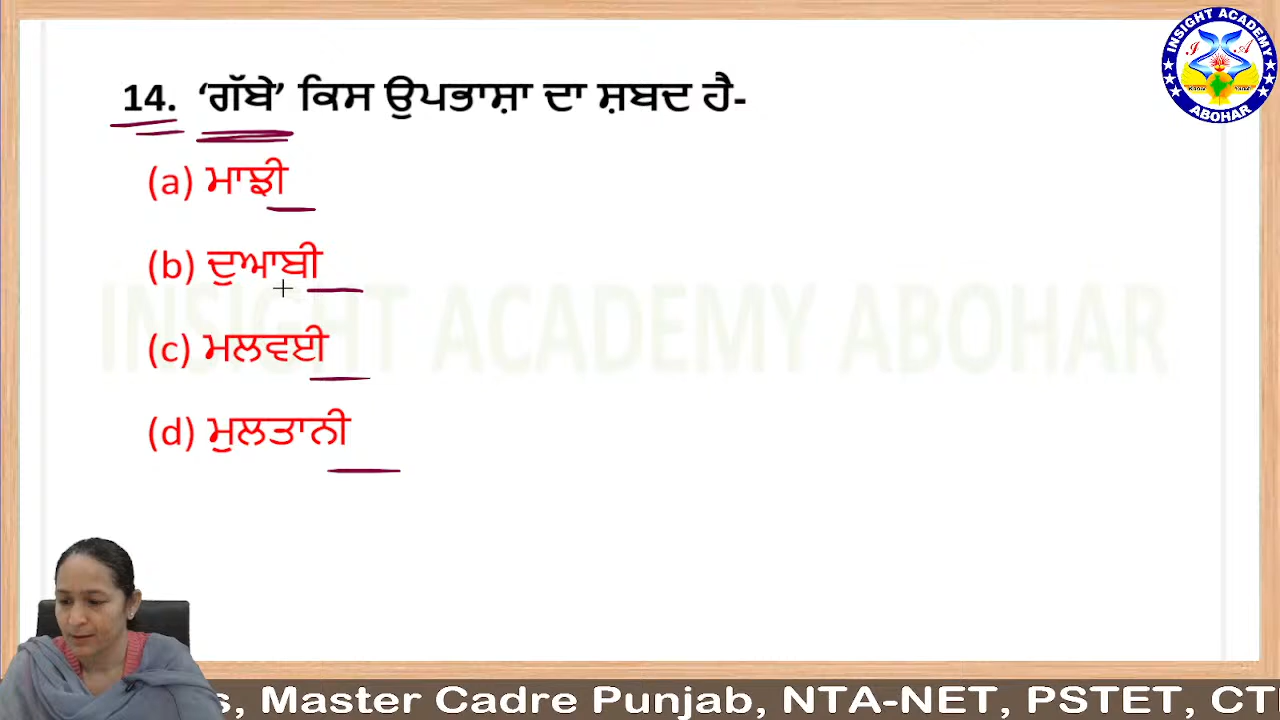 INSIGHT ACADEMY
I A
ABOHAR
14. ‘ਗੱਬੇ’ ਕਿਸ ਉਪਭਾਸ਼ਾ ਦਾ ਸ਼ਬਦ ਹੈ-
(a) ਮਾਝੀ
(b) ਦੁਆਬੀ
(c) ਮਲਵਈ
(d) ਮੁਲਤਾਨੀ
INSIGHT ACADEMY ABOHAR
s, Master Cadre Punjab, NTA-NET, PSTET, CT